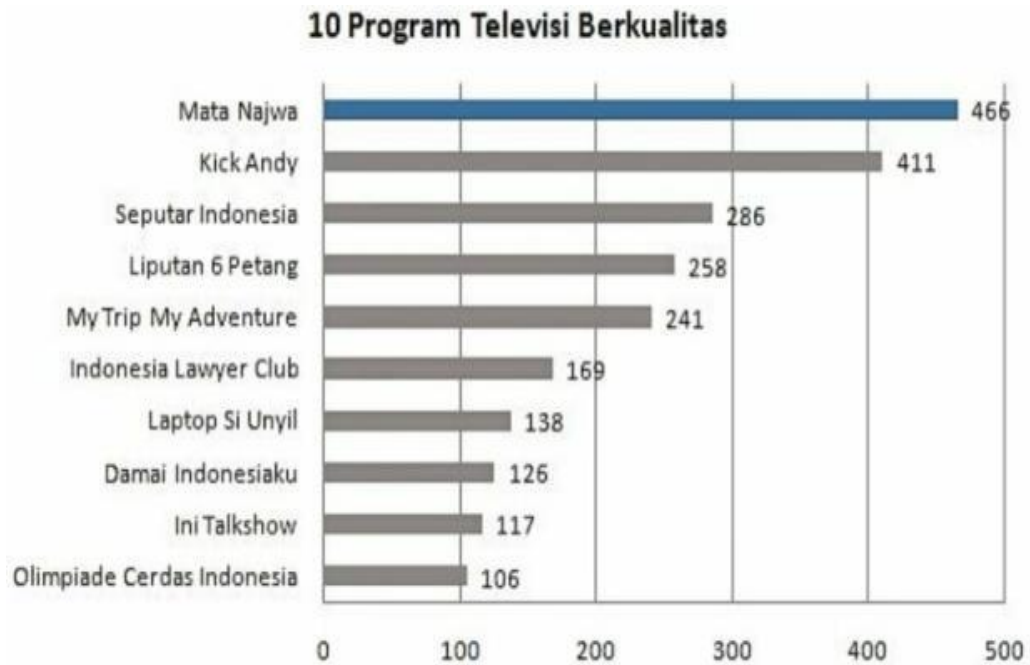 10 Program Televisi Berkualitas
Mata Najwa 466
Kick Andy 411
Seputar Indonesia 286
Liputan 6 Petang 258
My Trip My Adventure 241
Indonesia Lawyer Club 169
Laptop Si Unyil 138
Damai Indonesiaku 126
Ini Talkshow 117
Olimpiade Cerdas Indonesia 106
0 100 200 300 400 500